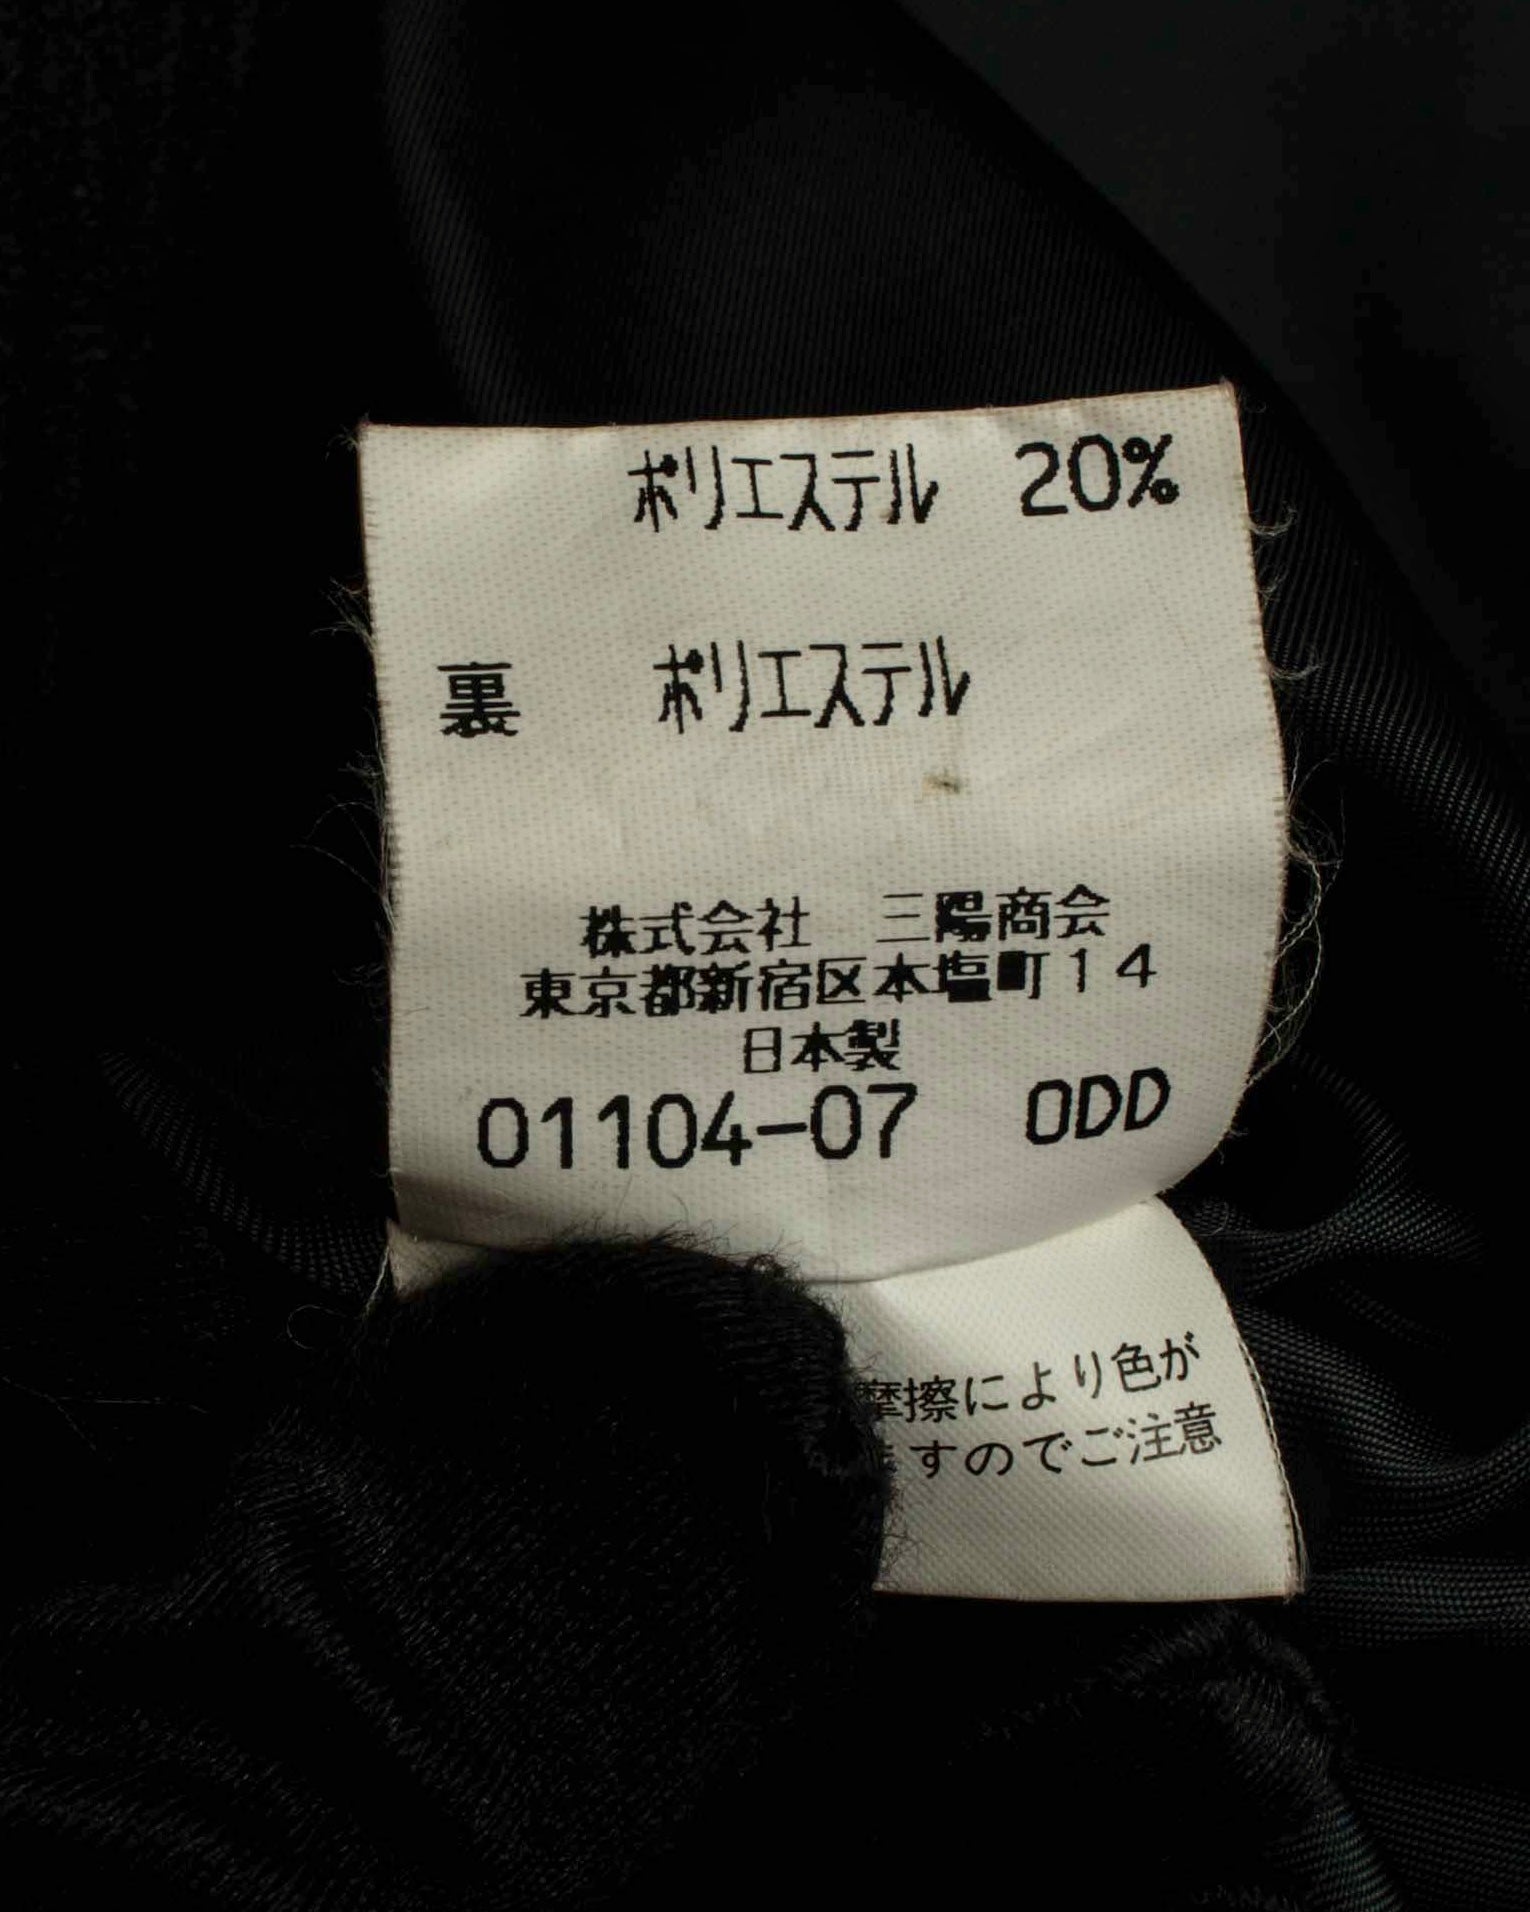 ポリエステル 20%
裏 ポリエステル
株式会社 三陽商会
東京都新宿区本塩町14
日本製
01104-07 0DD
摩擦により色が
ますのでご注意